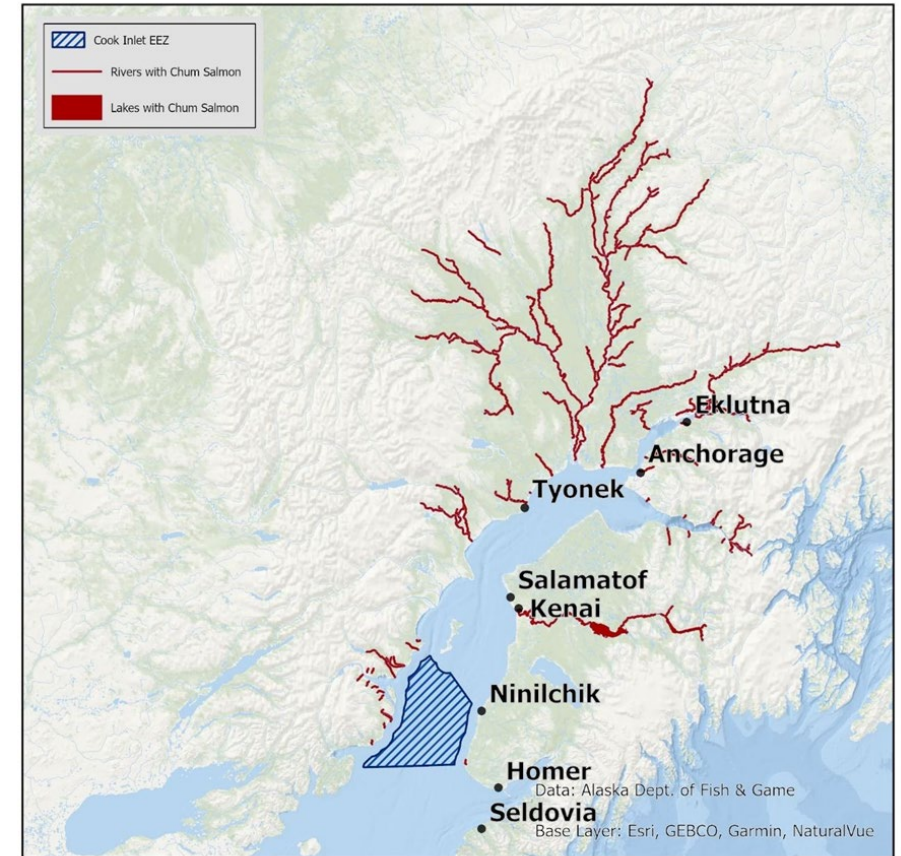 Cook Inlet EEZ
Rivers with Chum Salmon
Lakes with Chum Salmon
Eklutna
Anchorage
Tyonek
Salamatof
Kenai
Ninilchik
Homer
Data: Alaska Dept. of Fish & Game
Seldovia
Base Layer: Esri, GEBCO, Garmin, NaturalVue